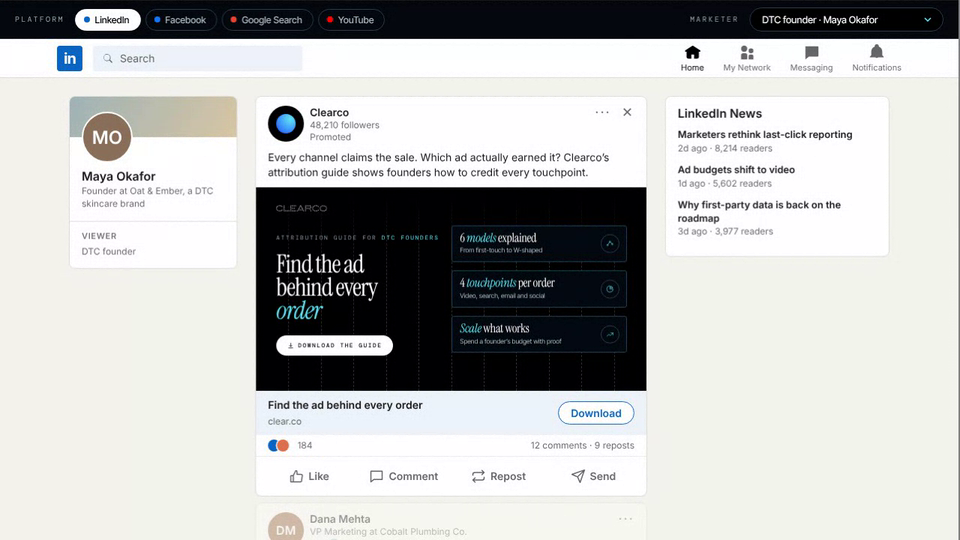 PLATFORM
LinkedIn
Facebook
Google Search
YouTube
MARKETER
DTC founder · Maya Okafor
in
Search
Home
My Network
Messaging
Notifications
MO
Maya Okafor
Founder at Oat & Ember, a DTC
skincare brand
VIEWER
DTC founder
Clearco
48,210 followers
Promoted
Every channel claims the sale. Which ad actually earned it? Clearco's
attribution guide shows founders how to credit every touchpoint.
CLEARCO
ATTRIBUTION GUIDE FOR DTC FOUNDERS
Find the ad
behind every
order
DOWNLOAD THE GUIDE
6 models explained
From first-touch to W-shaped
4 touchpoints per order
Video, search, email and social
Scale what works
Spend a founder's budget with proof
Find the ad behind every order
clear.co
Download
184
12 comments · 9 reposts
Like
Comment
Repost
Send
DM
Dana Mehta
VP Marketing at Cobalt Plumbing Co.
LinkedIn News
Marketers rethink last-click reporting
2d ago · 8,214 readers
Ad budgets shift to video
1d ago · 5,602 readers
Why first-party data is back on the
roadmap
3d ago · 3,977 readers